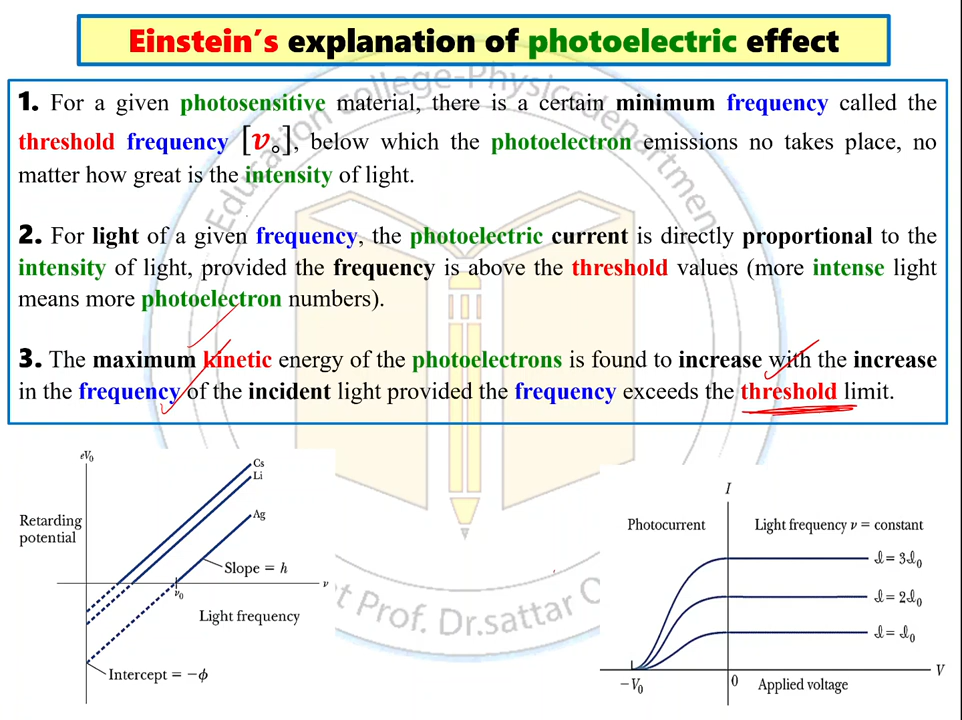 Einstein's explanation of photoelectric effect
1. For a given photosensitive material, there is a certain minimum frequency called the
threshold frequency [ν₀], below which the photoelectron emissions no takes place, no
matter how great is the intensity of light.
2. For light of a given frequency, the photoelectric current is directly proportional to the
intensity of light, provided the frequency is above the threshold values (more intense light
means more photoelectron numbers).
3. The maximum kinetic energy of the photoelectrons is found to increase with the increase
in the frequency of the incident light provided the frequency exceeds the threshold limit.
eV₀
Cs
Li
Ag
Retarding
potential
Slope = h
ν
ν₀
Light frequency
Intercept = −ϕ
I
Photocurrent
Light frequency ν = constant
ℐ = 3ℐ₀
ℐ = 2ℐ₀
ℐ = ℐ₀
V
−V₀
0
Applied voltage
Education college-Physics department
Prof. Dr.sattar